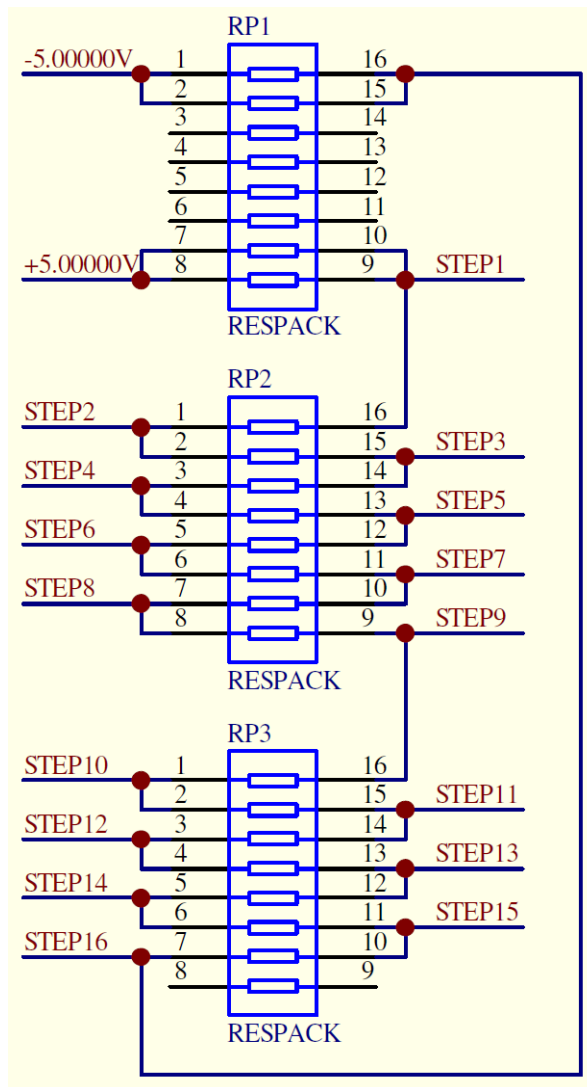 RP1
-5.00000V 1 16
2 15
3 14
4 13
5 12
6 11
7 10
+5.00000V 8 9 STEP1
RESPACK
RP2
STEP2 1 16
2 15 STEP3
STEP4 3 14
4 13 STEP5
STEP6 5 12
6 11 STEP7
STEP8 7 10
8 9 STEP9
RESPACK
RP3
STEP10 1 16
2 15 STEP11
STEP12 3 14
4 13 STEP13
STEP14 5 12
6 11 STEP15
STEP16 7 10
8 9
RESPACK